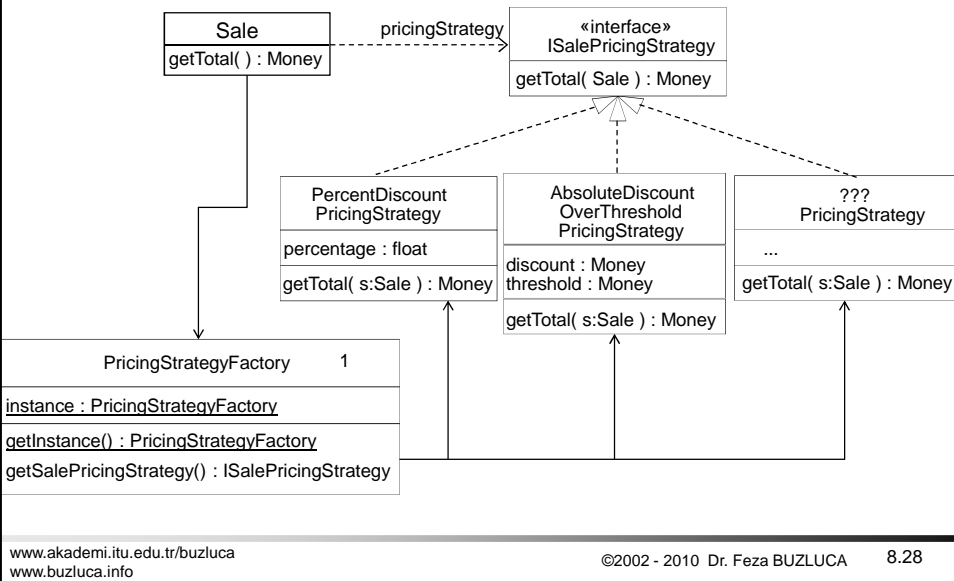 Sale
getTotal( ) : Money
pricingStrategy
«interface»
ISalePricingStrategy
getTotal( Sale ) : Money
PercentDiscount
PricingStrategy
percentage : float
getTotal( s:Sale ) : Money
AbsoluteDiscount
OverThreshold
PricingStrategy
discount : Money
threshold : Money
getTotal( s:Sale ) : Money
???
PricingStrategy
...
getTotal( s:Sale ) : Money
PricingStrategyFactory 1
instance : PricingStrategyFactory
getInstance() : PricingStrategyFactory
getSalePricingStrategy() : ISalePricingStrategy
www.akademi.itu.edu.tr/buzluca
www.buzluca.info
©2002 - 2010 Dr. Feza BUZLUCA 8.28